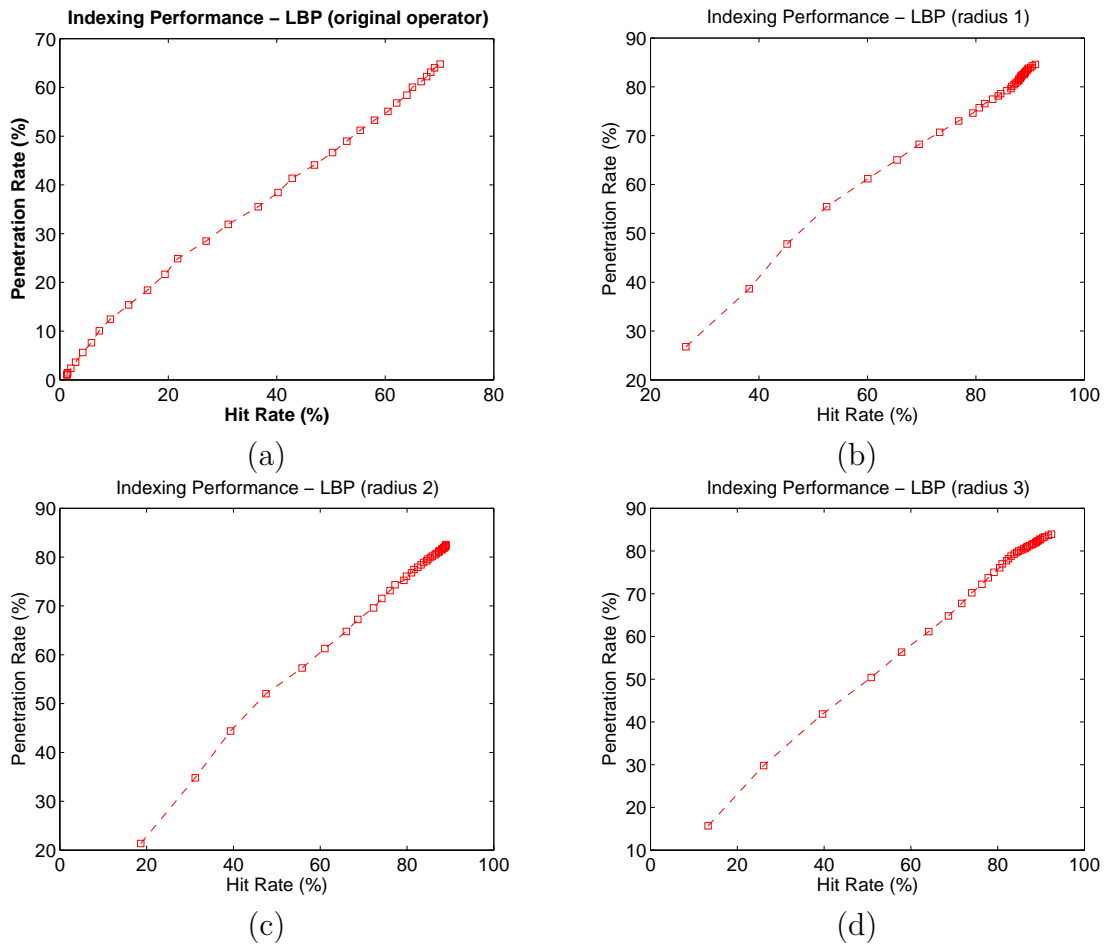 Indexing Performance – LBP (original operator)
70
60
50
40
30
20
10
0
0 20 40 60 80
Penetration Rate (%)
Hit Rate (%)
(a)
Indexing Performance – LBP (radius 1)
90
80
70
60
50
40
30
20
20 40 60 80 100
Penetration Rate (%)
Hit Rate (%)
(b)
Indexing Performance – LBP (radius 2)
90
80
70
60
50
40
30
20
0 20 40 60 80 100
Penetration Rate (%)
Hit Rate (%)
(c)
Indexing Performance – LBP (radius 3)
90
80
70
60
50
40
30
20
10
0 20 40 60 80 100
Penetration Rate (%)
Hit Rate (%)
(d)